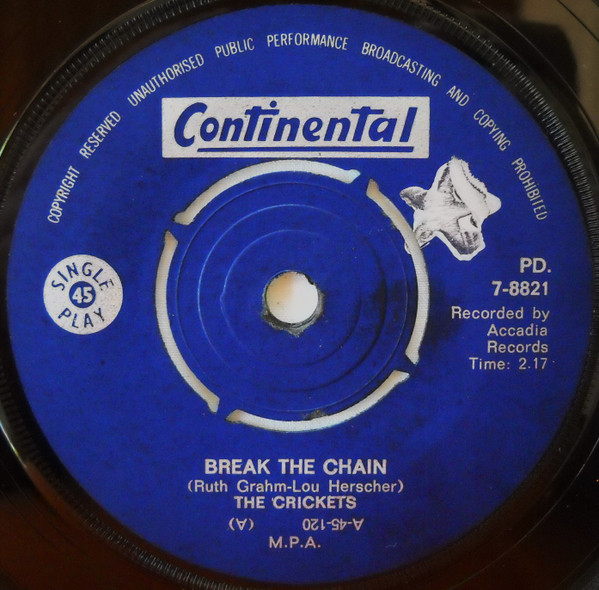 COPYRIGHT RESERVED UNAUTHORISED PUBLIC PERFORMANCE BROADCASTING AND COPYING PROHIBITED
Continental
SINGLE
45
PLAY
PD.
7-8821
Recorded by
Accadia
Records
Time: 2.17
BREAK THE CHAIN
(Ruth Grahm-Lou Herscher)
THE CRICKETS
A-45-120 (A)
M.P.A.